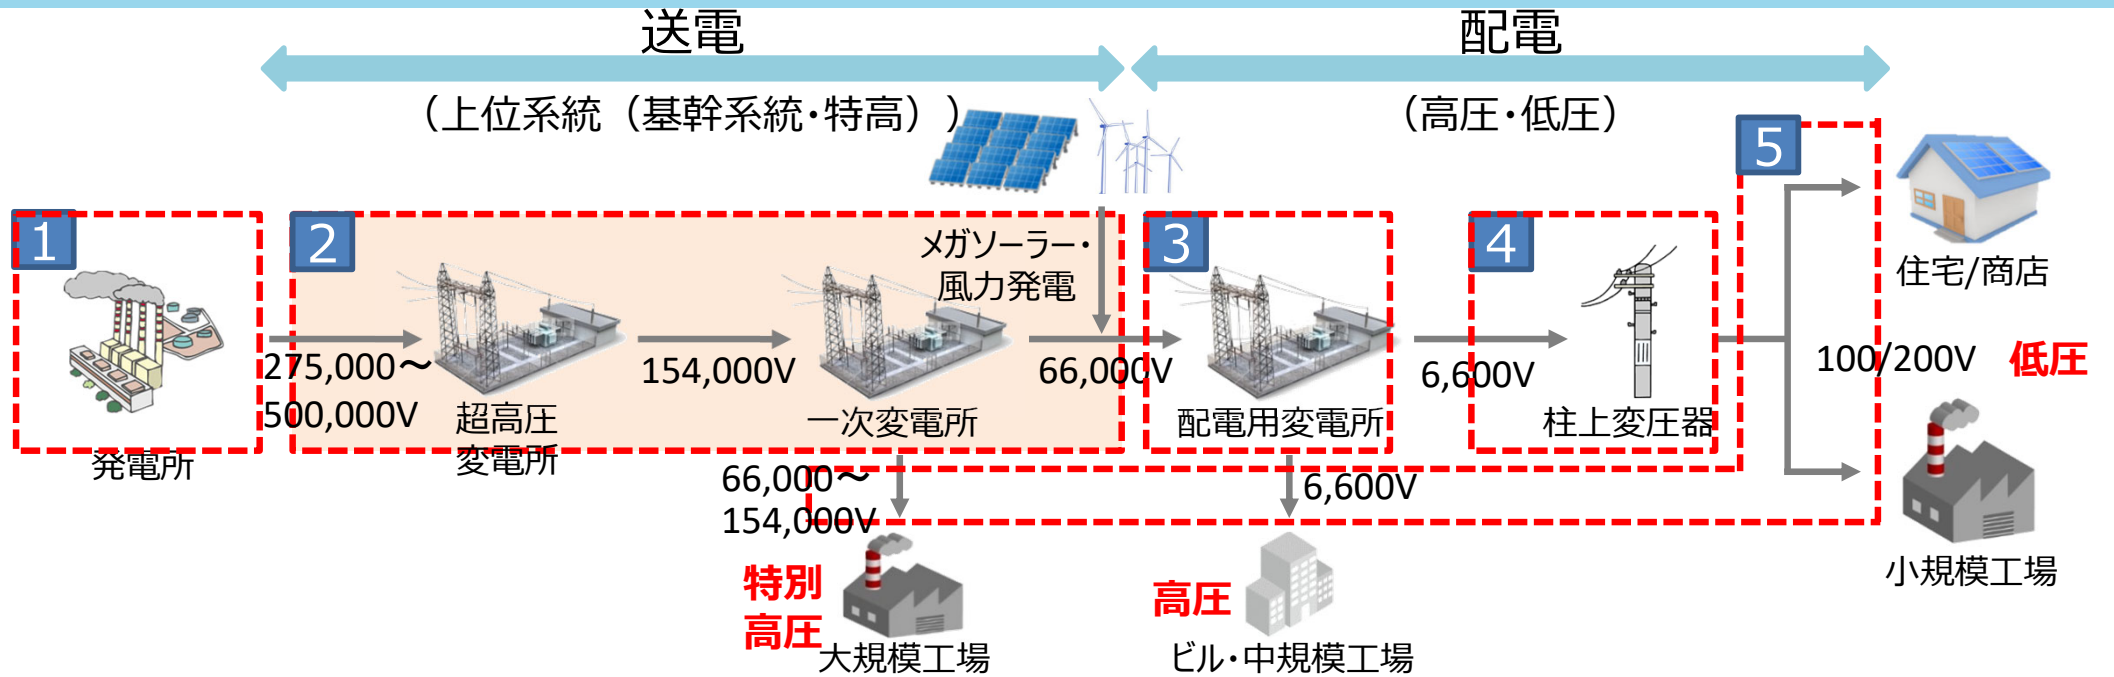 送電
配電
（上位系統（基幹系統・特高））
（高圧・低圧）
5
1
2
メガソーラー・
風力発電
3
4
住宅/商店
275,000～
500,000V
154,000V
66,000V
6,600V
100/200V
低圧
発電所
超高圧
変電所
一次変電所
配電用変電所
柱上変圧器
66,000～
154,000V
6,600V
特別
高圧
大規模工場
高圧
ビル・中規模工場
小規模工場